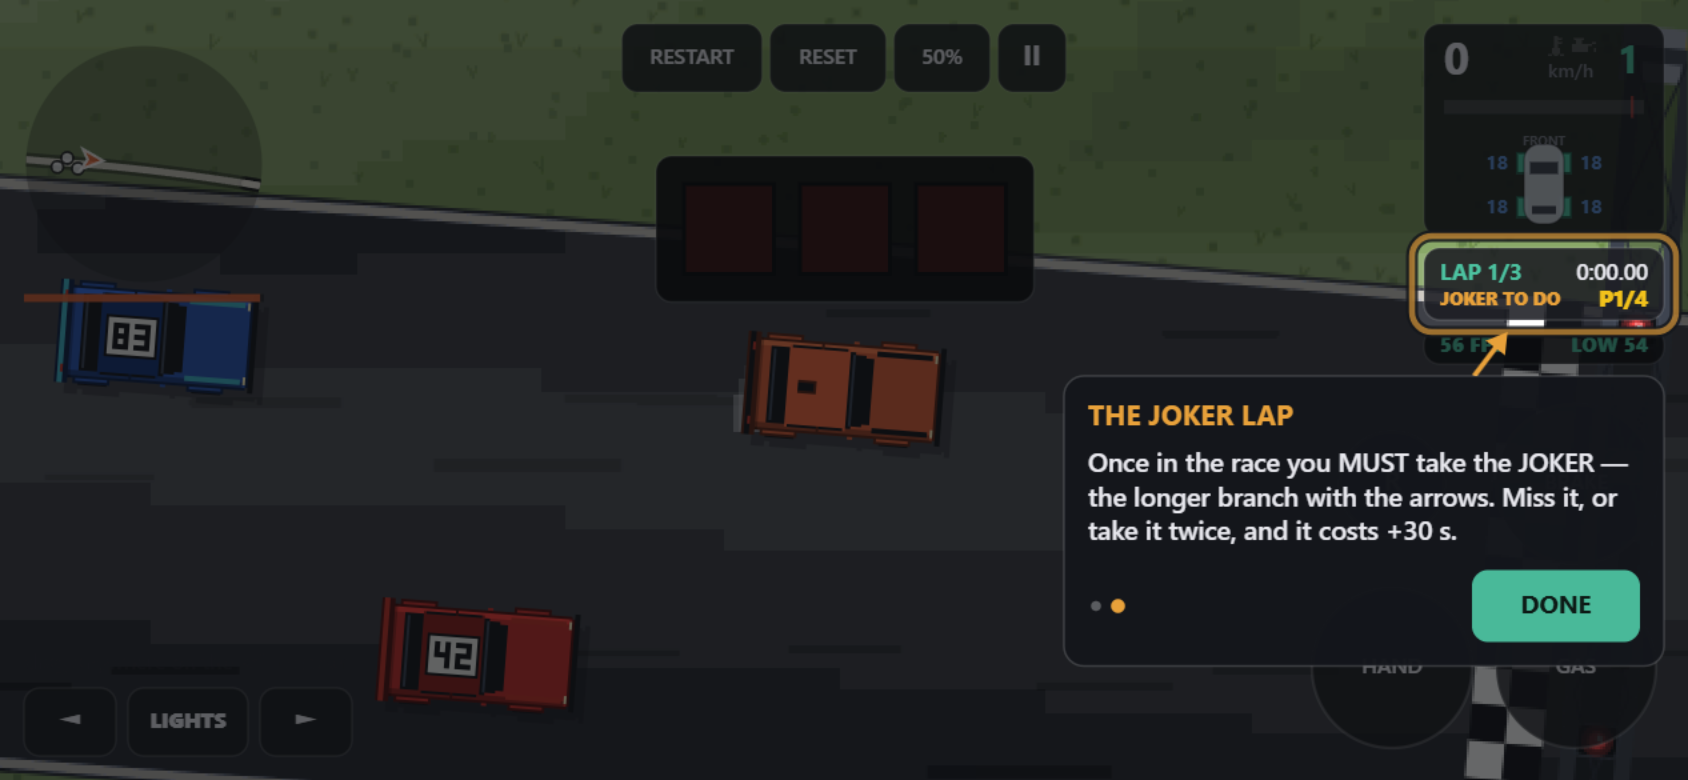 RESTART
RESET
50%
0
km/h
1
FRONT
18
18
18
18
LAP 1/3
0:00.00
JOKER TO DO
P1/4
LOW 54
83
42
THE JOKER LAP
Once in the race you MUST take the JOKER —
the longer branch with the arrows. Miss it, or
take it twice, and it costs +30 s.
DONE
HAND
GAS
LIGHTS